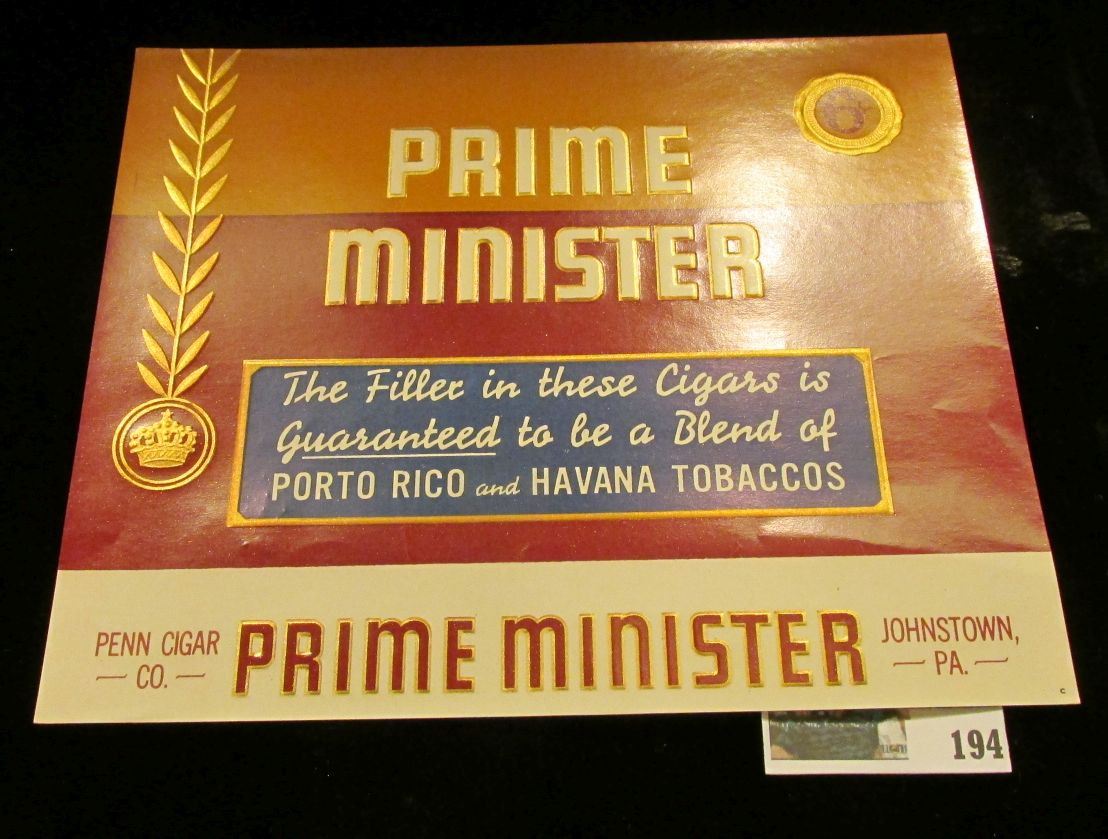 PRIME
MINISTER
The Filler in these Cigars is
Guaranteed to be a Blend of
PORTO RICO and HAVANA TOBACCOS
PENN CIGAR
CO.
PRIME MINISTER
JOHNSTOWN,
PA.
C
194